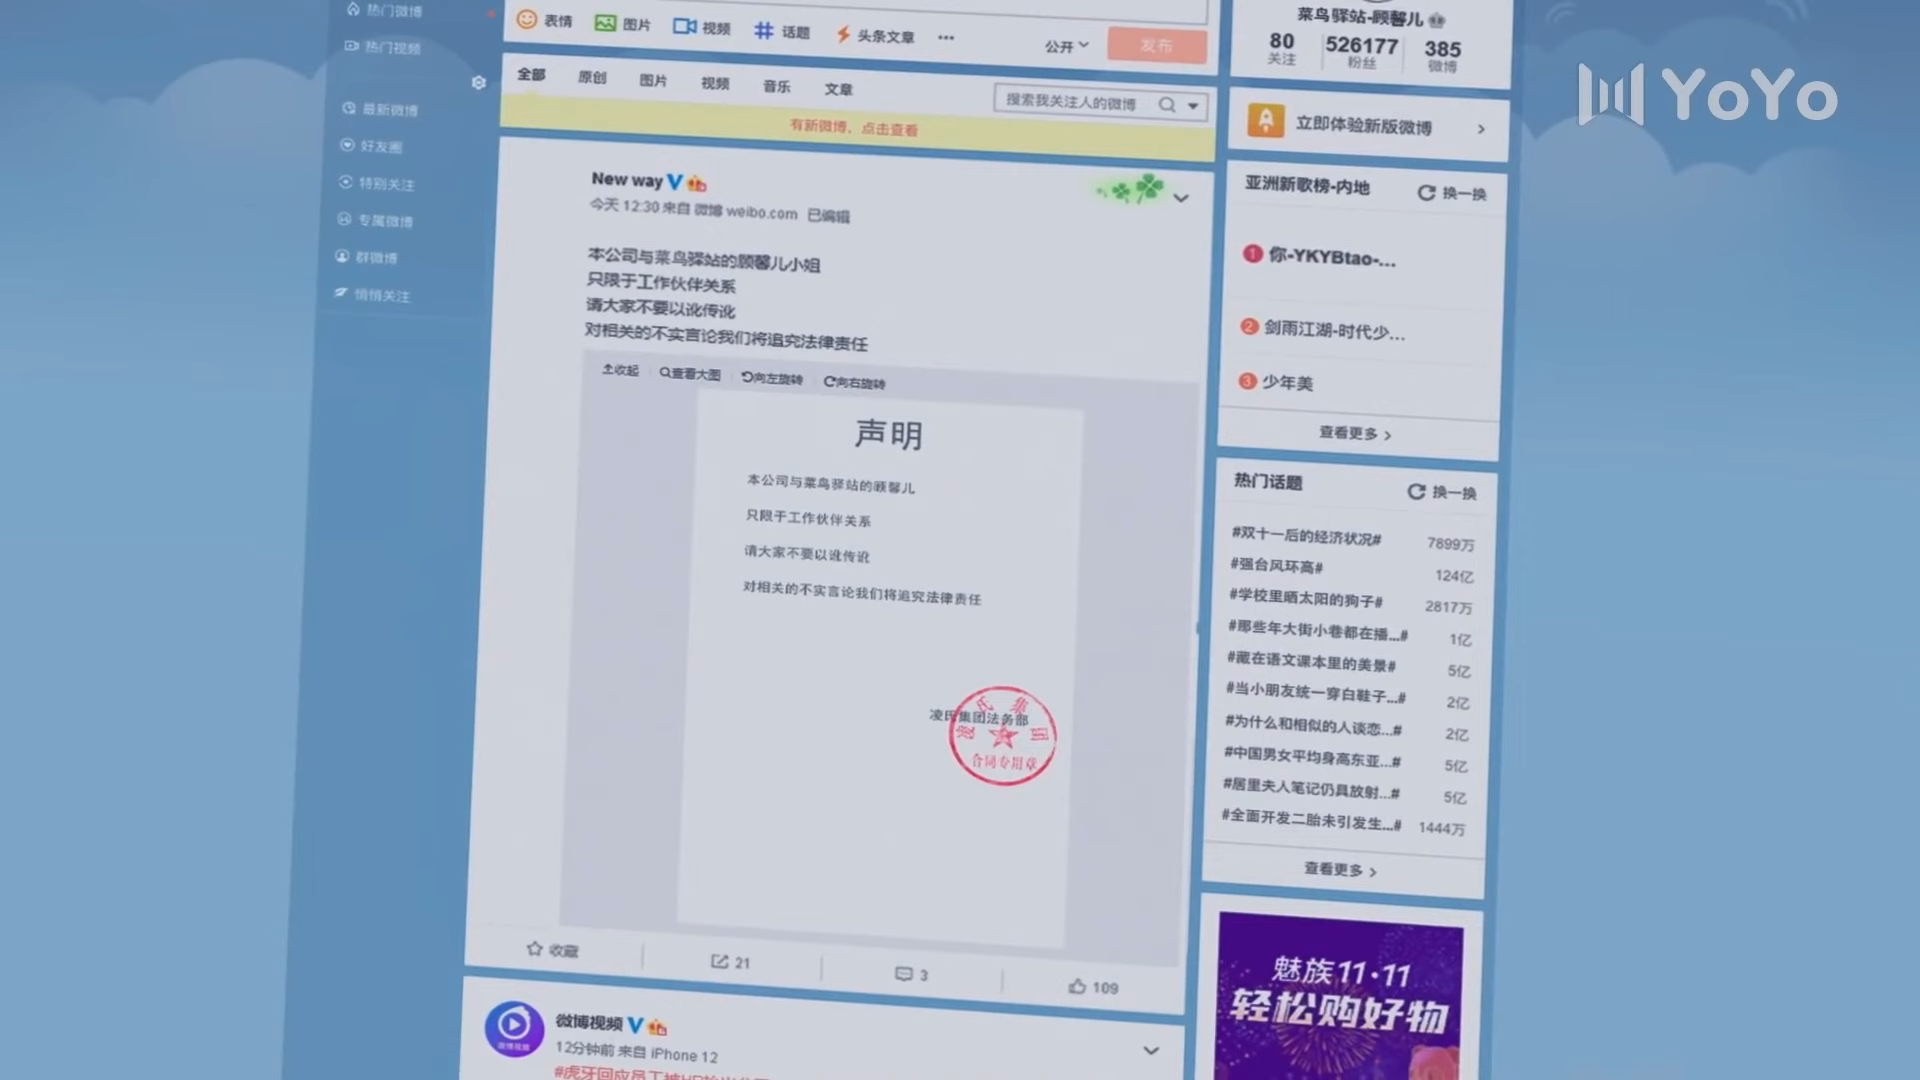 热门微博
热门视频
最新微博
好友圈
特别关注
专属微博
群微博
悄悄关注
表情 图片 视频 话题 头条文章 ··· 公开 发布
全部 原创 图片 视频 音乐 文章 搜索我关注人的微博
有新微博,点击查看
New way
今天 12:30 来自 微博 weibo.com 已编辑
本公司与菜鸟驿站的顾馨儿小姐
只限于工作伙伴关系
请大家不要以讹传讹
对相关的不实言论我们将追究法律责任
收起 查看大图 向左旋转 向右旋转
声明
本公司与菜鸟驿站的顾馨儿
只限于工作伙伴关系
请大家不要以讹传讹
对相关的不实言论我们将追究法律责任
凌氏集团法务部
凌氏集团
合同专用章
收藏 21 3 109
微博视频
微博视频
12分钟前 来自 iPhone 12
菜鸟驿站-顾馨儿
80 526177 385
关注 粉丝 微博
立即体验新版微博
亚洲新歌榜-内地 换一换
1 你-YKYBtao-...
2 剑雨江湖-时代少...
3 少年美
查看更多
热门话题 换一换
#双十一后的经济状况# 7899万
#强台风环高# 124亿
#学校里晒太阳的狗子# 2817万
#那些年大街小巷都在播...# 1亿
#藏在语文课本里的美景# 5亿
#当小朋友统一穿白鞋子...# 2亿
#为什么和相似的人谈恋...# 2亿
#中国男女平均身高东亚...# 5亿
#居里夫人笔记仍具放射...# 5亿
#全面开发二胎未引发生...# 1444万
查看更多
魅族11·11
轻松购好物
YoYo